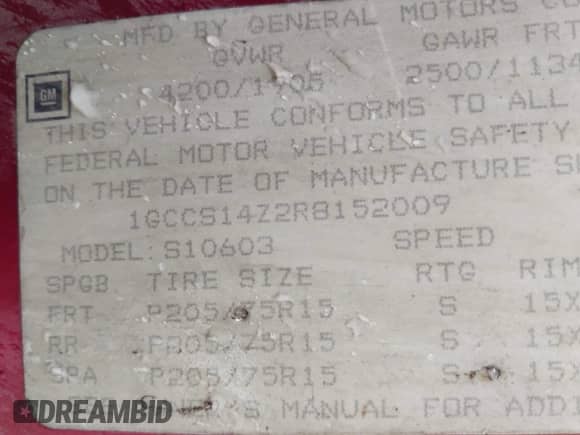 MFD BY GENERAL MOTORS CO
GVWR GAWR FRT
GM
4200/1905 2500/1134
THIS VEHICLE CONFORMS TO ALL
FEDERAL MOTOR VEHICLE SAFETY
ON THE DATE OF MANUFACTURE S
1GCCS14Z2R8152009
MODEL: S10603 SPEED
SPGB TIRE SIZE RTG RIM
FRT P205/75R15 S 15X
RR P205/75R15 S 15X
SPA P205/75R15 S 15X
MANUAL FOR ADDI
DREAMBID